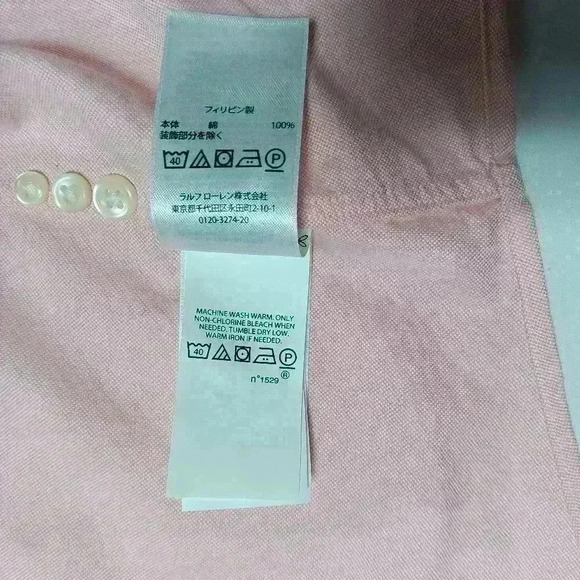 フィリピン製
本体 綿 100%
装飾部分を除く
40 P
ラルフ ローレン株式会社
東京都千代田区永田町2-10-1
0120-3274-20
MACHINE WASH WARM. ONLY
NON-CHLORINE BLEACH WHEN
NEEDED. TUMBLE DRY LOW.
WARM IRON IF NEEDED.
40 P
®
n°1529